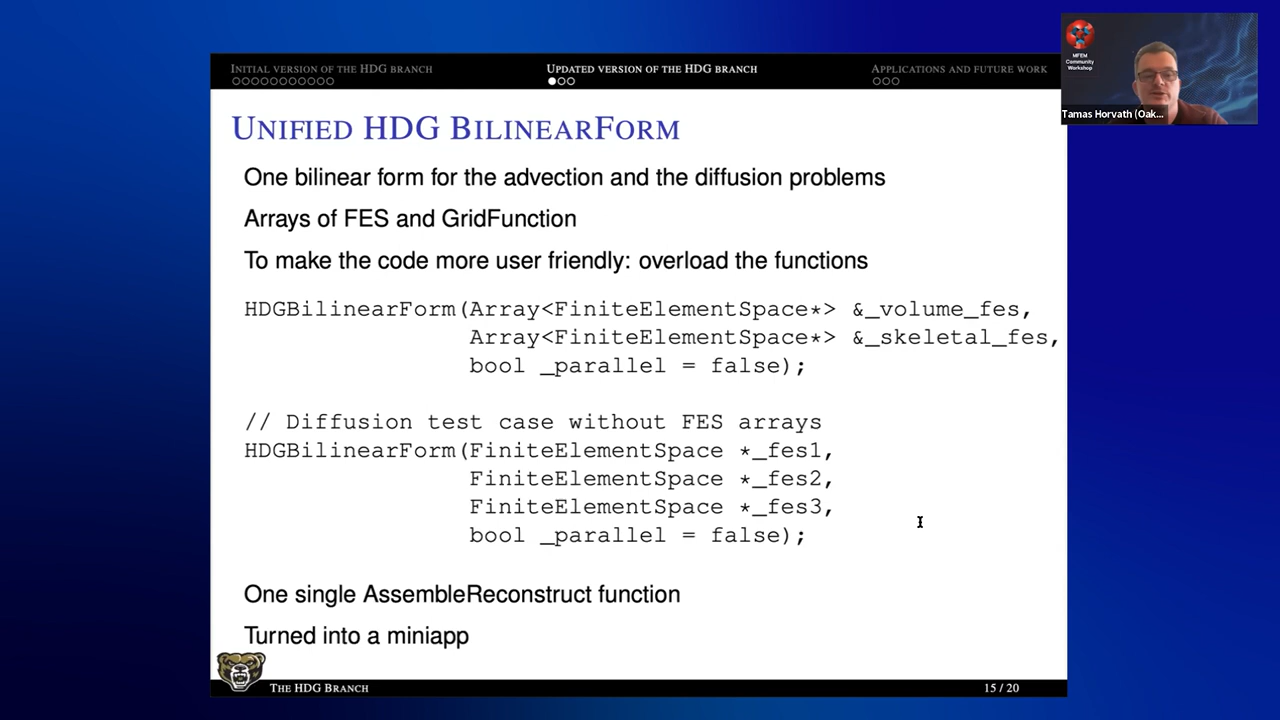 INITIAL VERSION OF THE HDG BRANCH
UPDATED VERSION OF THE HDG BRANCH
APPLICATIONS AND FUTURE WORK
MFEM
Community
Workshop
Tamas Horvath (Oak...
UNIFIED HDG BILINEARFORM
One bilinear form for the advection and the diffusion problems
Arrays of FES and GridFunction
To make the code more user friendly: overload the functions
HDGBilinearForm(Array<FiniteElementSpace*> &_volume_fes,
Array<FiniteElementSpace*> &_skeletal_fes,
bool _parallel = false);
// Diffusion test case without FES arrays
HDGBilinearForm(FiniteElementSpace *_fes1,
FiniteElementSpace *_fes2,
FiniteElementSpace *_fes3,
bool _parallel = false);
One single AssembleReconstruct function
Turned into a miniapp
THE HDG BRANCH
15 / 20